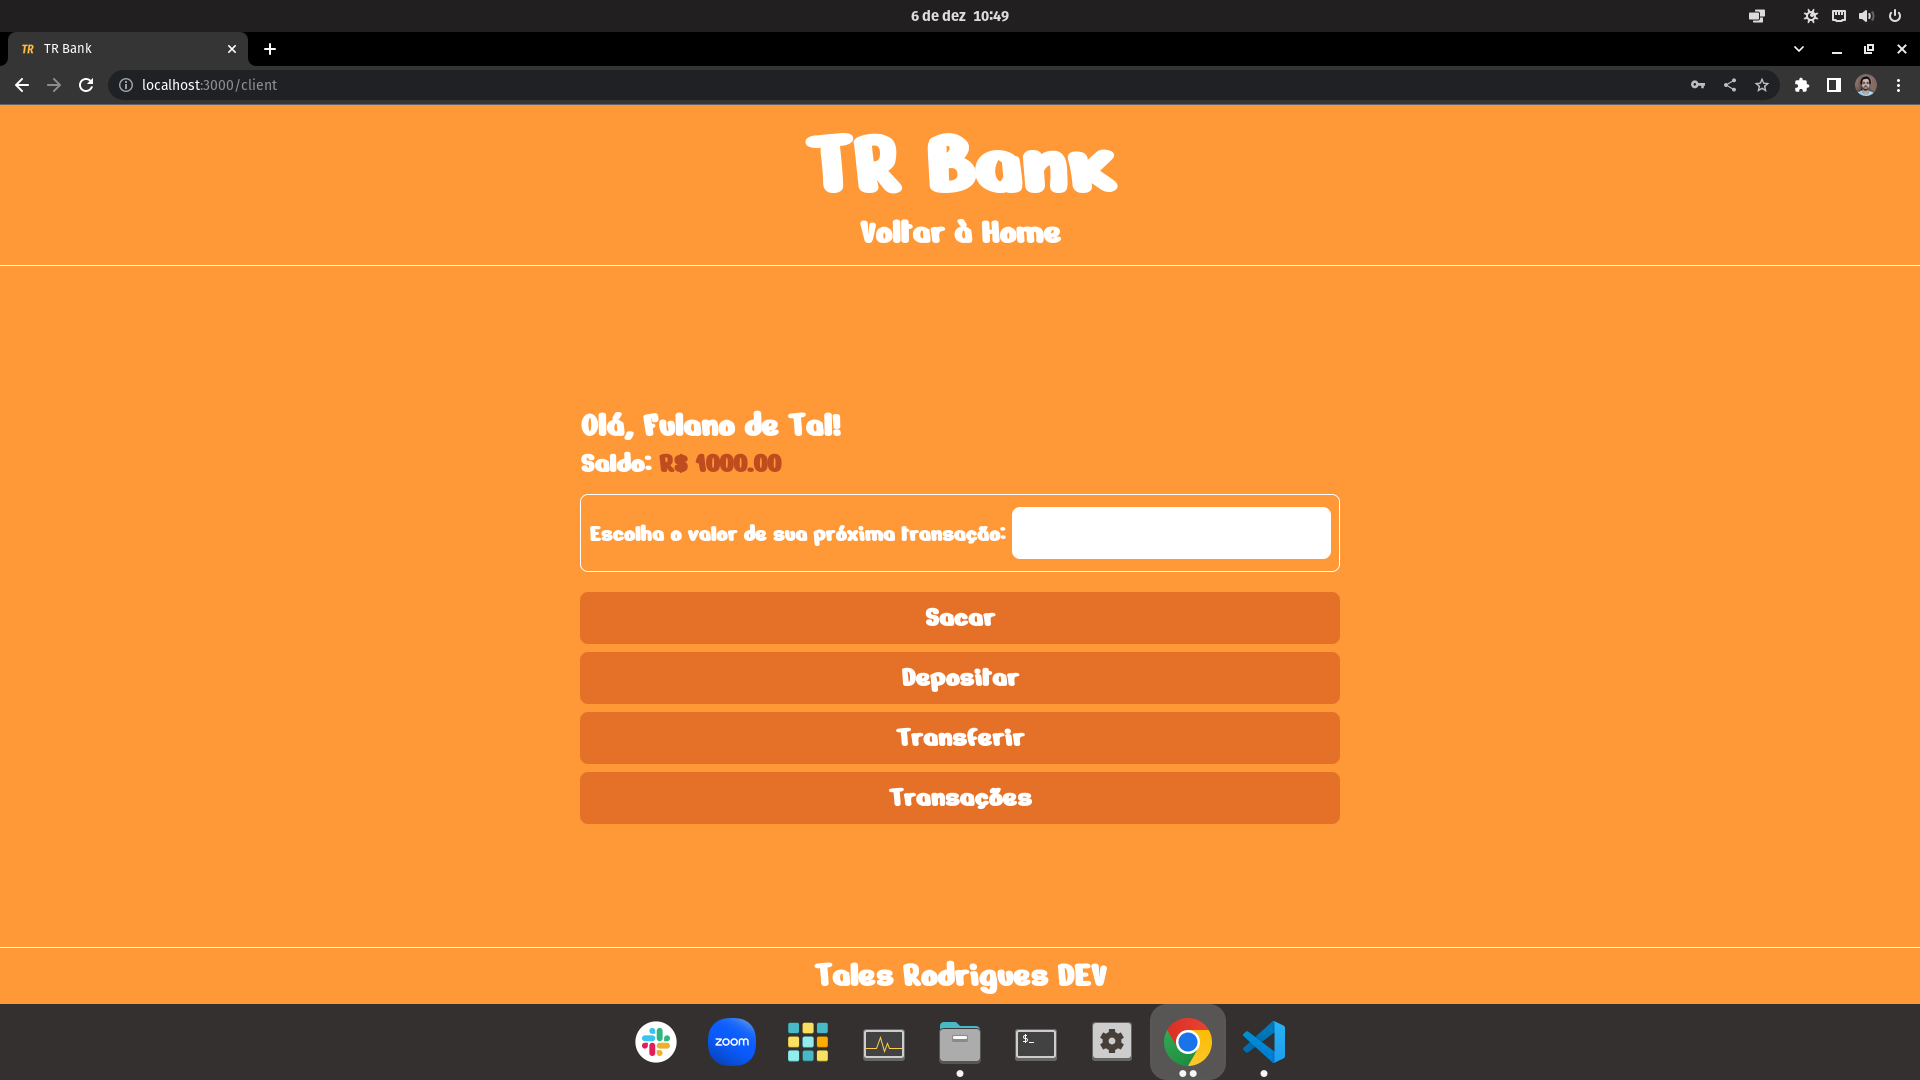 6 de dez 10:49
TR TR Bank
localhost:3000/client
TR Bank
Voltar à Home
Olá, Fulano de Tal!
Saldo: R$ 1000.00
Escolha o valor de sua próxima transação:
Sacar
Depositar
Transferir
Transações
Tales Rodrigues DEV
zoom
$_